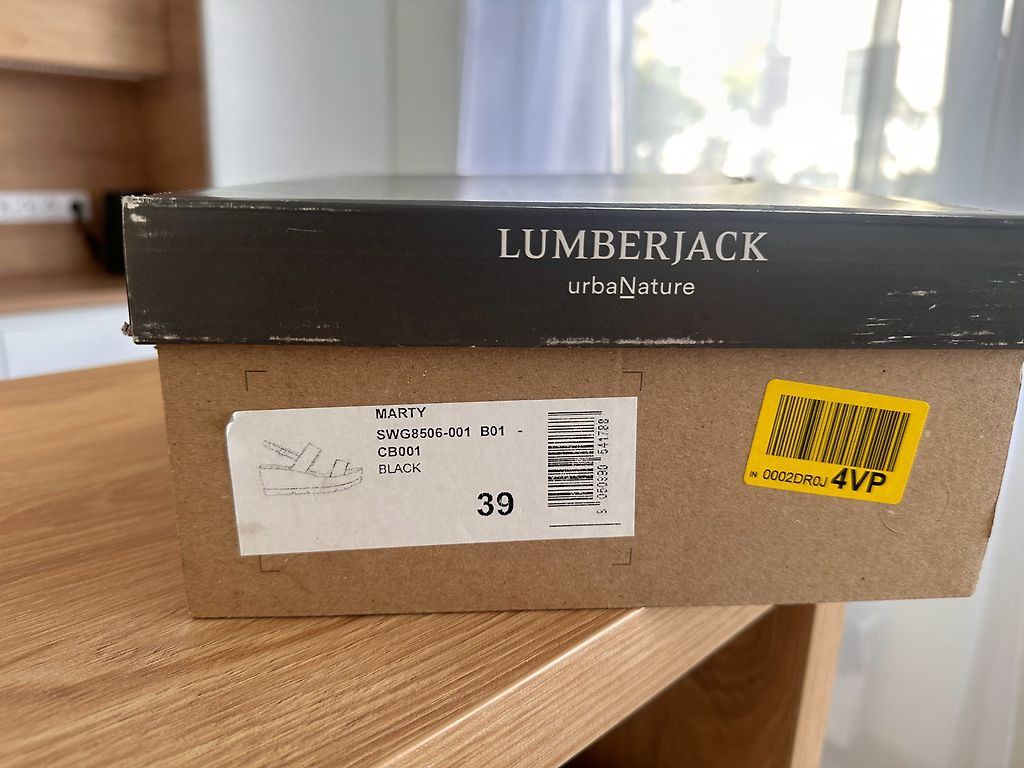 LUMBERJACK
urbaNature
MARTY
SWG8506-001 B01 -
CB001
BLACK
39
IN 0002DR0J 4VP